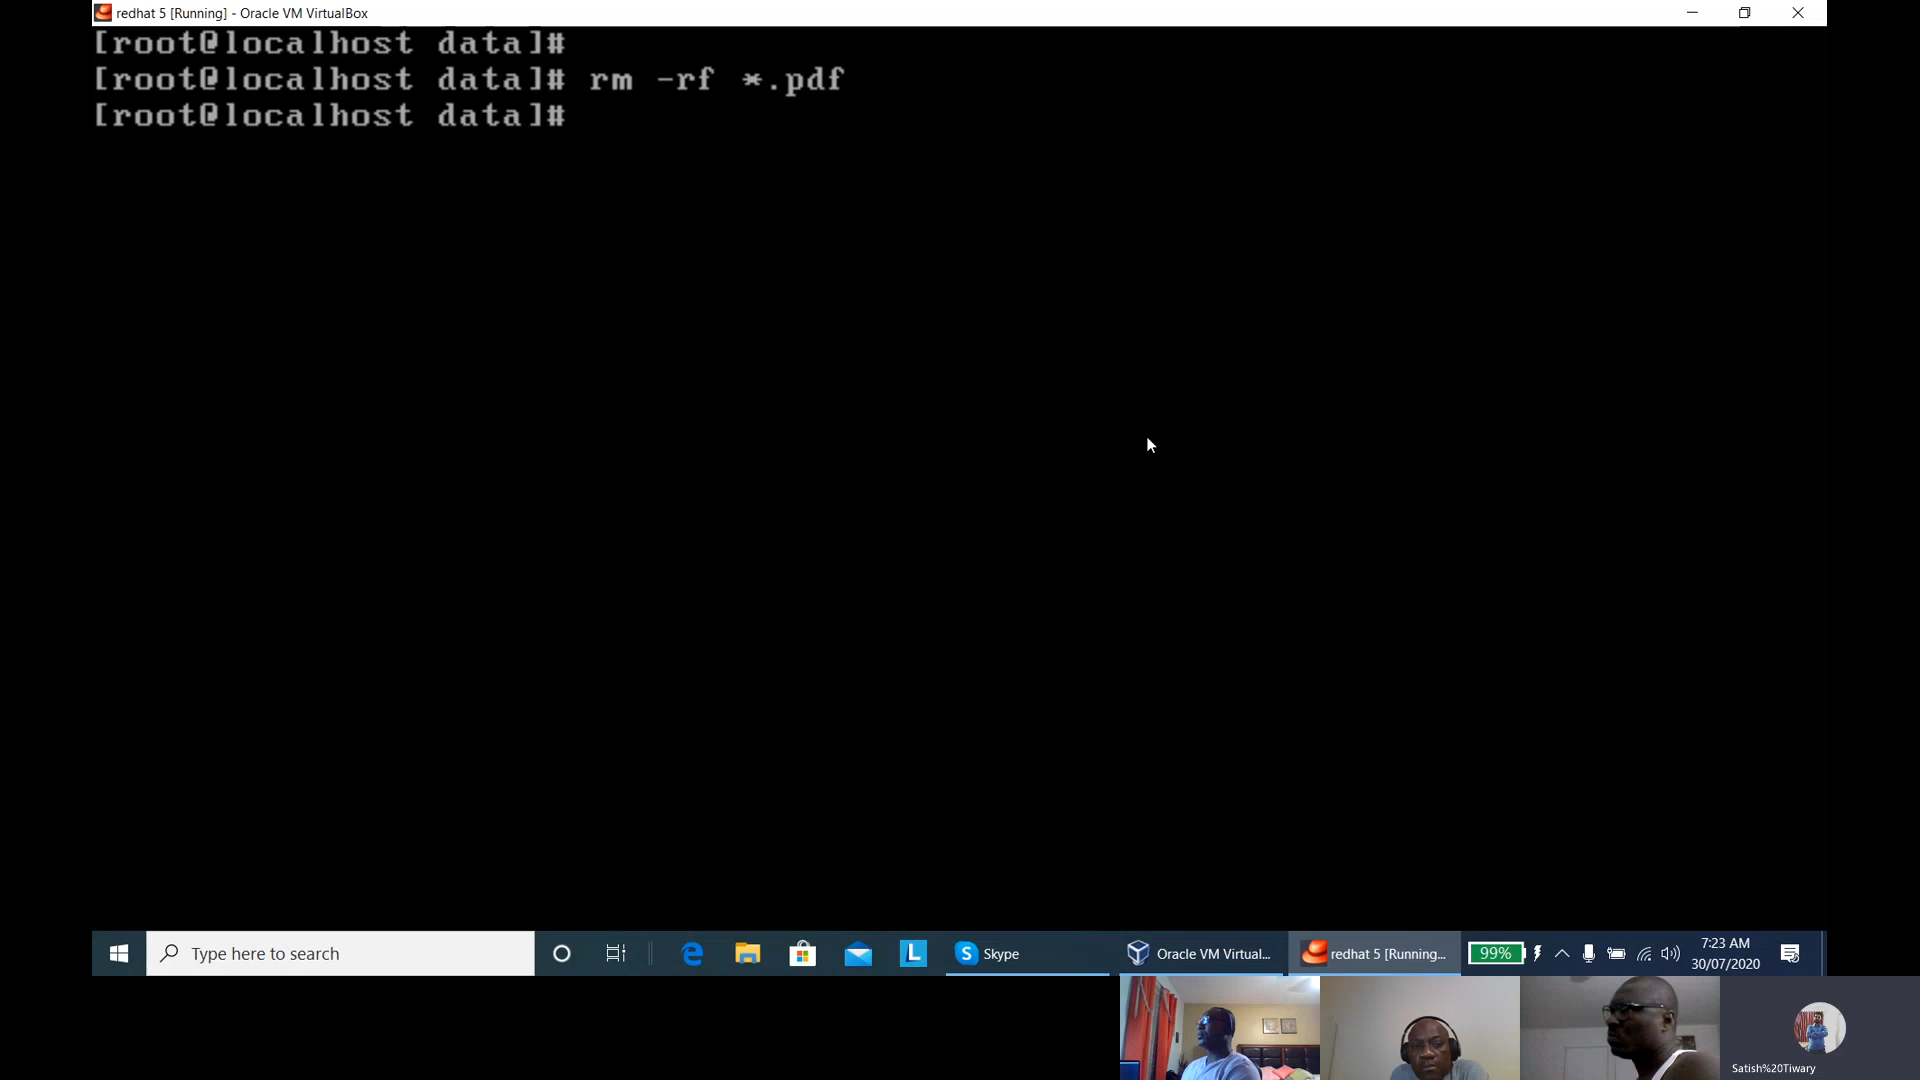 redhat 5 [Running] - Oracle VM VirtualBox
[root@localhost data]#
[root@localhost data]# rm -rf *.pdf
[root@localhost data]#
Type here to search
L
S Skype
Oracle VM Virtual...
redhat 5 [Running...
99%
7:23 AM
30/07/2020
Satish%20Tiwary